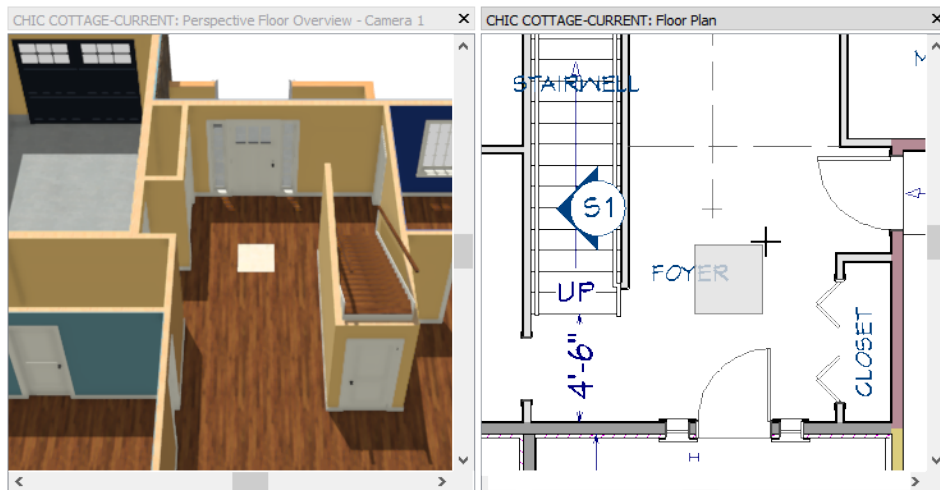 CHIC COTTAGE-CURRENT: Perspective Floor Overview - Camera 1
CHIC COTTAGE-CURRENT: Floor Plan
STAIRWELL
S1
FOYER
UP
4'-6"
CLOSET
M
H